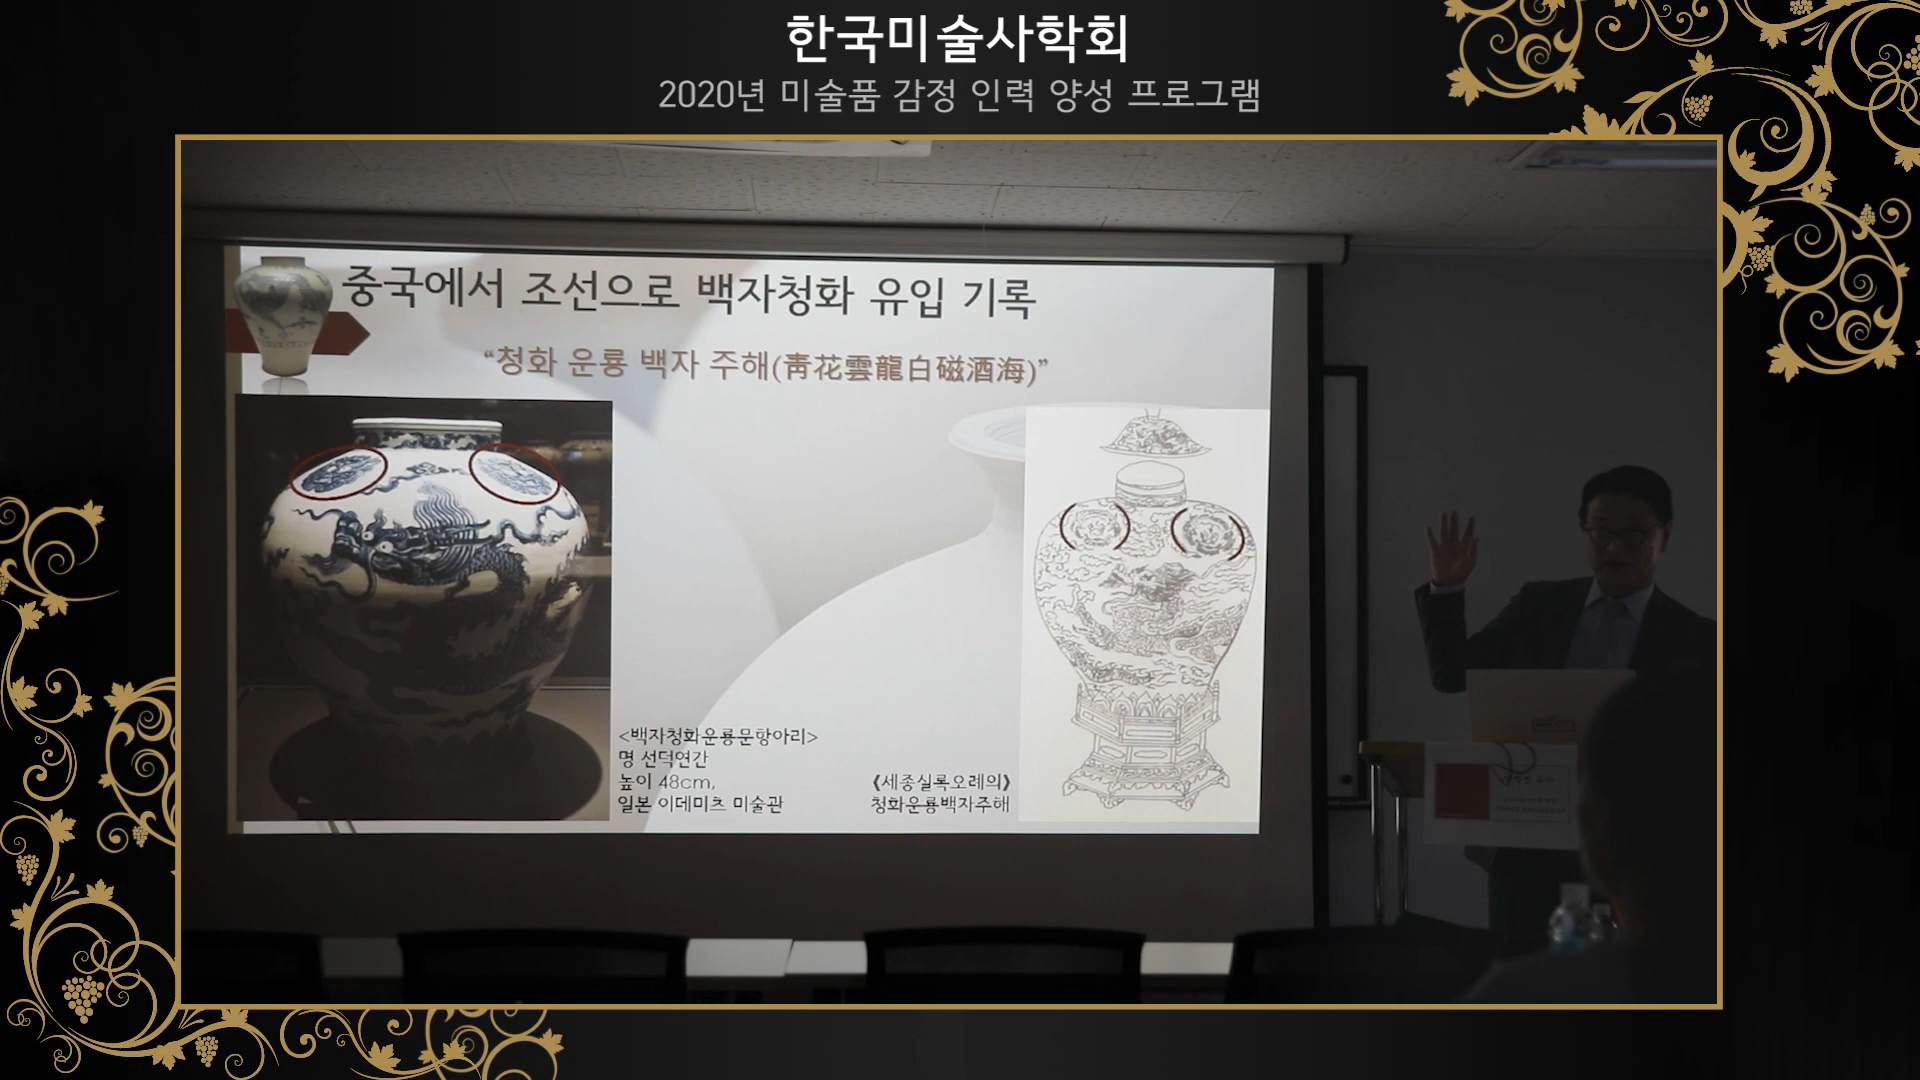 한국미술사학회
2020년 미술품 감정 인력 양성 프로그램
중국에서 조선으로 백자청화 유입 기록
“청화 운룡 백자 주해(靑花雲龍白磁酒海)”
<백자청화운룡문항아리>
명 선덕연간
높이 48cm,
일본 이데미츠 미술관
《세종실록오례의》
청화운룡백자주해